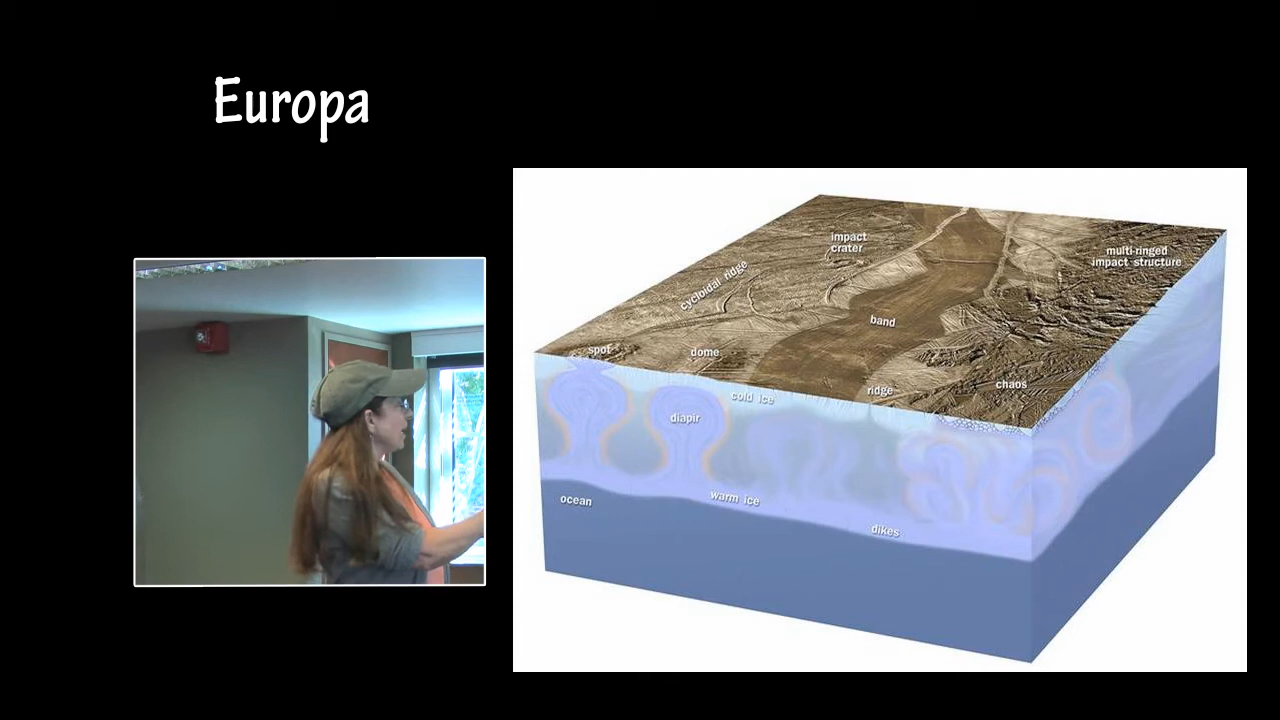 Europa
impact
crater
multi-ringed
impact structure
cycloidal ridge
band
spot
dome
ridge
chaos
cold ice
diapir
ocean
warm ice
dikes